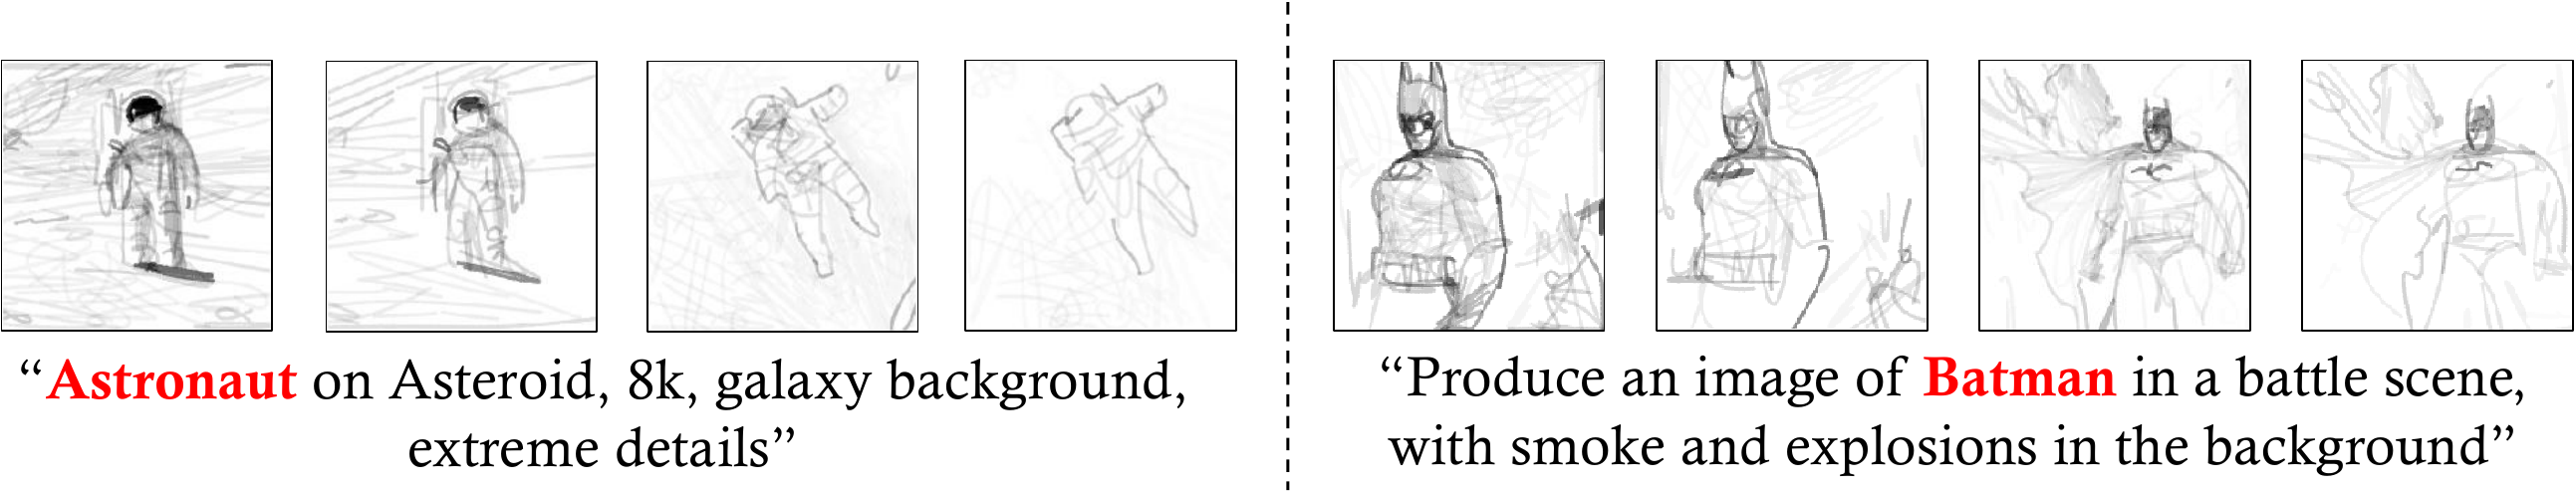 “Astronaut on Asteroid, 8k, galaxy background,
extreme details”
“Produce an image of Batman in a battle scene,
with smoke and explosions in the background”